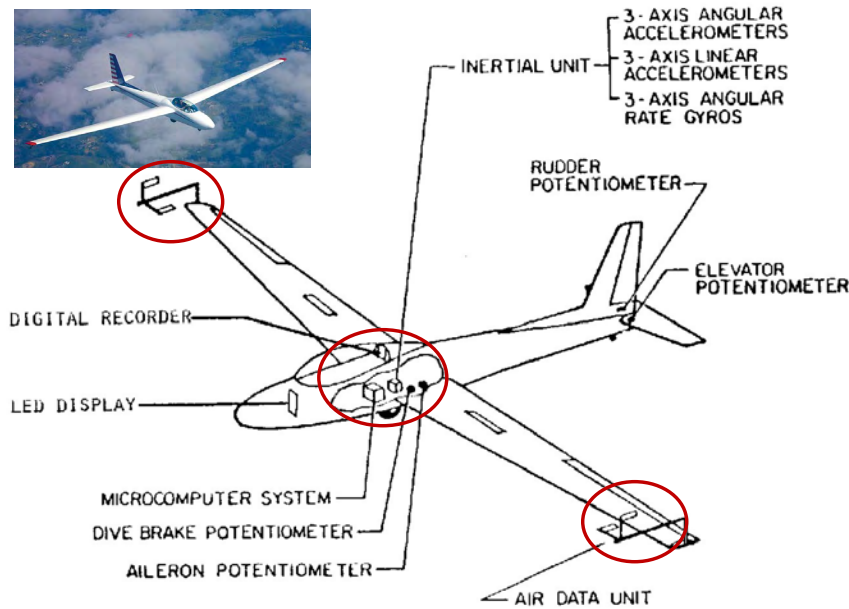 3-AXIS ANGULAR
ACCELEROMETERS
INERTIAL UNIT
3-AXIS LINEAR
ACCELEROMETERS
3-AXIS ANGULAR
RATE GYROS
RUDDER
POTENTIOMETER
ELEVATOR
POTENTIOMETER
DIGITAL RECORDER
LED DISPLAY
MICROCOMPUTER SYSTEM
DIVE BRAKE POTENTIOMETER
AILERON POTENTIOMETER
AIR DATA UNIT